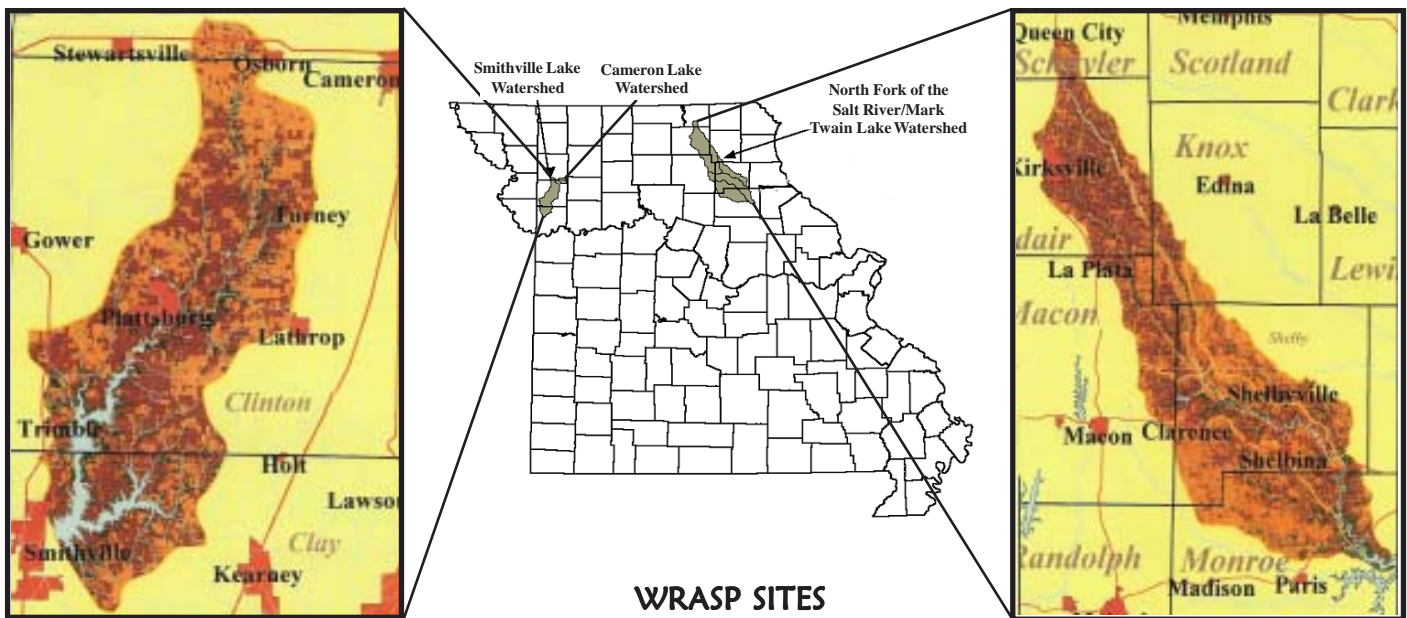 Stewartsville
Osborn
Cameron
Turney
Gower
Plattsburg
Lathrop
Clinton
Trimble
Holt
Lawso
Clay
Smithville
Kearney
Smithville Lake
Watershed
Cameron Lake
Watershed
North Fork of the
Salt River/Mark
Twain Lake Watershed
WRASP SITES
Memphis
Queen City
Schuyler
Scotland
Clark
Knox
Kirksville
Edina
La Belle
dair
La Plata
Lewi
Macon
Shelby
Shelbyville
Macon
Clarence
Shelbina
Randolph
Monroe
Madison
Paris